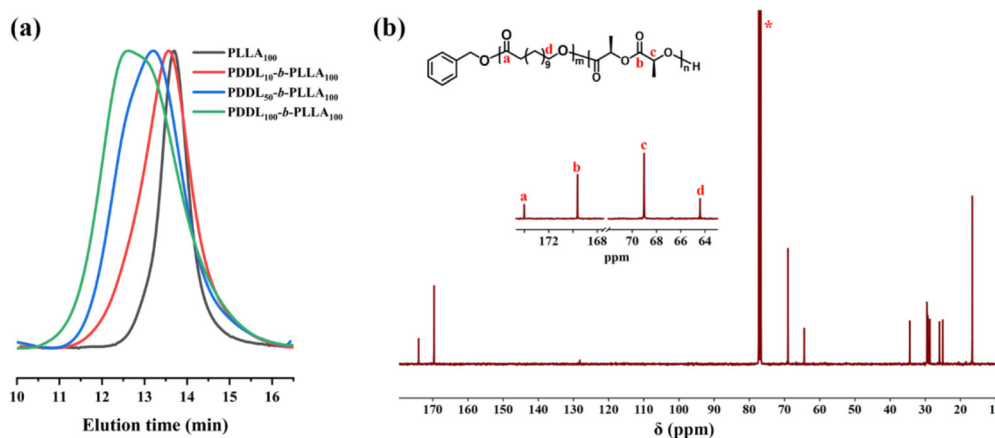 (a)
PLLA100
PDDL10-b-PLLA100
PDDL50-b-PLLA100
PDDL100-b-PLLA100
10 11 12 13 14 15 16
Elution time (min)
(b)
*
O a 9 d O m O O b O c O n H
a b c d
172 168 70 68 66 64
ppm
170 160 150 140 130 120 110 100 90 80 70 60 50 40 30 20 10
δ (ppm)